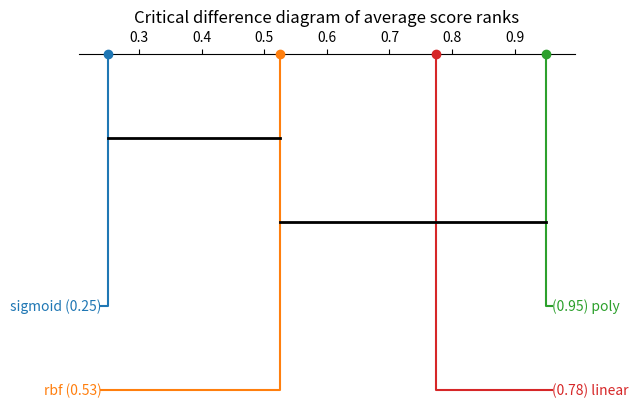 Critical difference diagram of average score ranks
0.3 0.4 0.5 0.6 0.7 0.8 0.9
sigmoid (0.25)
(0.95) poly
rbf (0.53)
(0.78) linear